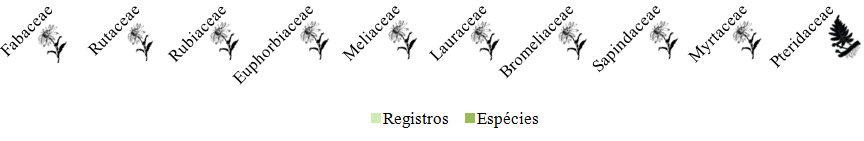 Fabaceae
Rutaceae
Rubiaceae
Euphorbiaceae
Meliaceae
Lauraceae
Bromeliaceae
Sapindaceae
Myrtaceae
Pteridaceae
Registros Espécies